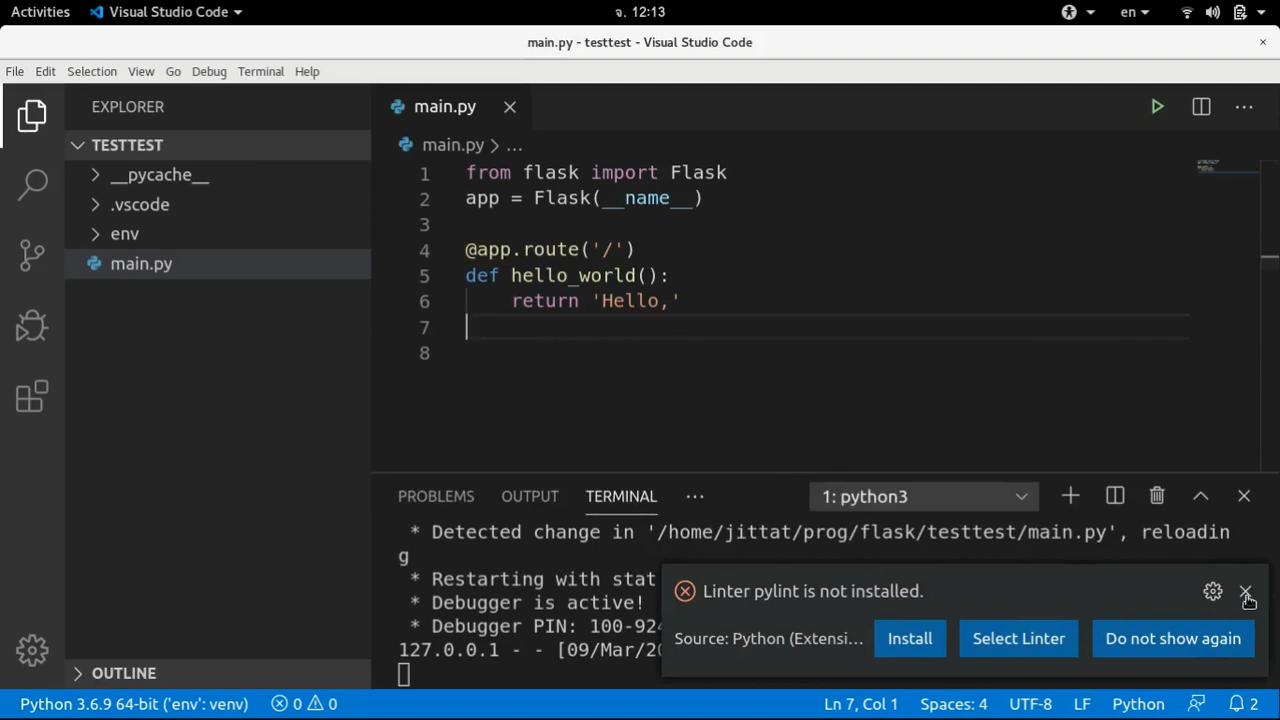 Activities Visual Studio Code จ. 12:13 en
main.py - testtest - Visual Studio Code
File Edit Selection View Go Debug Terminal Help
EXPLORER
TESTTEST
__pycache__
.vscode
env
main.py
OUTLINE
main.py
main.py > ...
1 from flask import Flask
2 app = Flask(__name__)
3
4 @app.route('/')
5 def hello_world():
6 return 'Hello,'
7
8
PROBLEMS OUTPUT TERMINAL ... 1: python3
* Detected change in '/home/jittat/prog/flask/testtest/main.py', reloadin
g
* Restarting with stat
* Debugger is active!
* Debugger PIN: 100-924
127.0.0.1 - - [09/Mar/20
Linter pylint is not installed.
Source: Python (Extensi... Install Select Linter Do not show again
Python 3.6.9 64-bit ('env': venv) 0 0 Ln 7, Col 1 Spaces: 4 UTF-8 LF Python 2